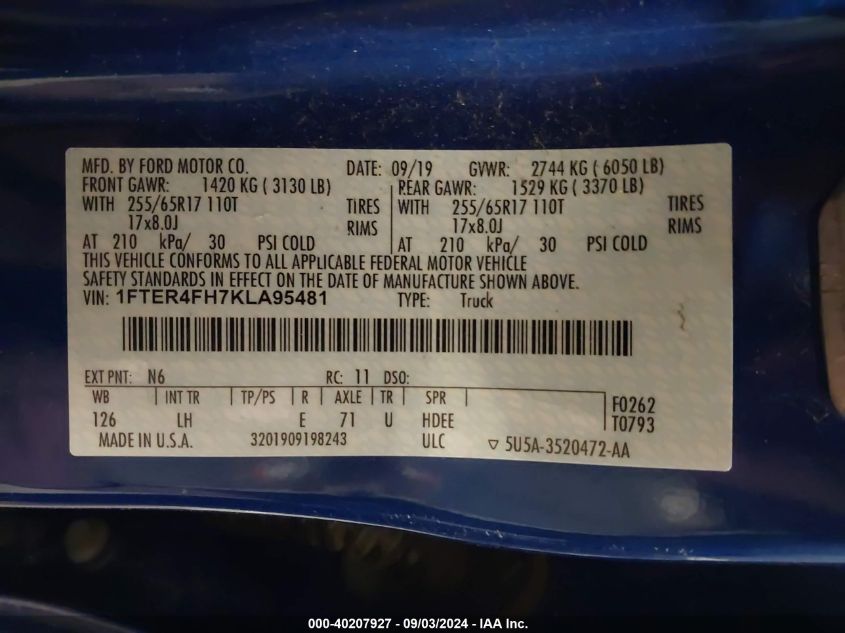 MFD. BY FORD MOTOR CO. DATE: 09/19 GVWR: 2744 KG ( 6050 LB)
FRONT GAWR: 1420 KG ( 3130 LB) REAR GAWR: 1529 KG ( 3370 LB)
WITH 255/65R17 110T TIRES WITH 255/65R17 110T TIRES
17x8.0J RIMS 17x8.0J RIMS
AT 210 kPa/ 30 PSI COLD AT 210 kPa/ 30 PSI COLD
THIS VEHICLE CONFORMS TO ALL APPLICABLE FEDERAL MOTOR VEHICLE
SAFETY STANDARDS IN EFFECT ON THE DATE OF MANUFACTURE SHOWN ABOVE.
VIN: 1FTER4FH7KLA95481 TYPE: Truck
EXT PNT: N6 RC: 11 DSO:
WB INT TR TP/PS R AXLE TR SPR
126 LH E 71 U HDEE
F0262
T0793
MADE IN U.S.A. 3201909198243 ULC ▽ 5U5A-3520472-AA
000-40207927 - 09/03/2024 - IAA, Inc.